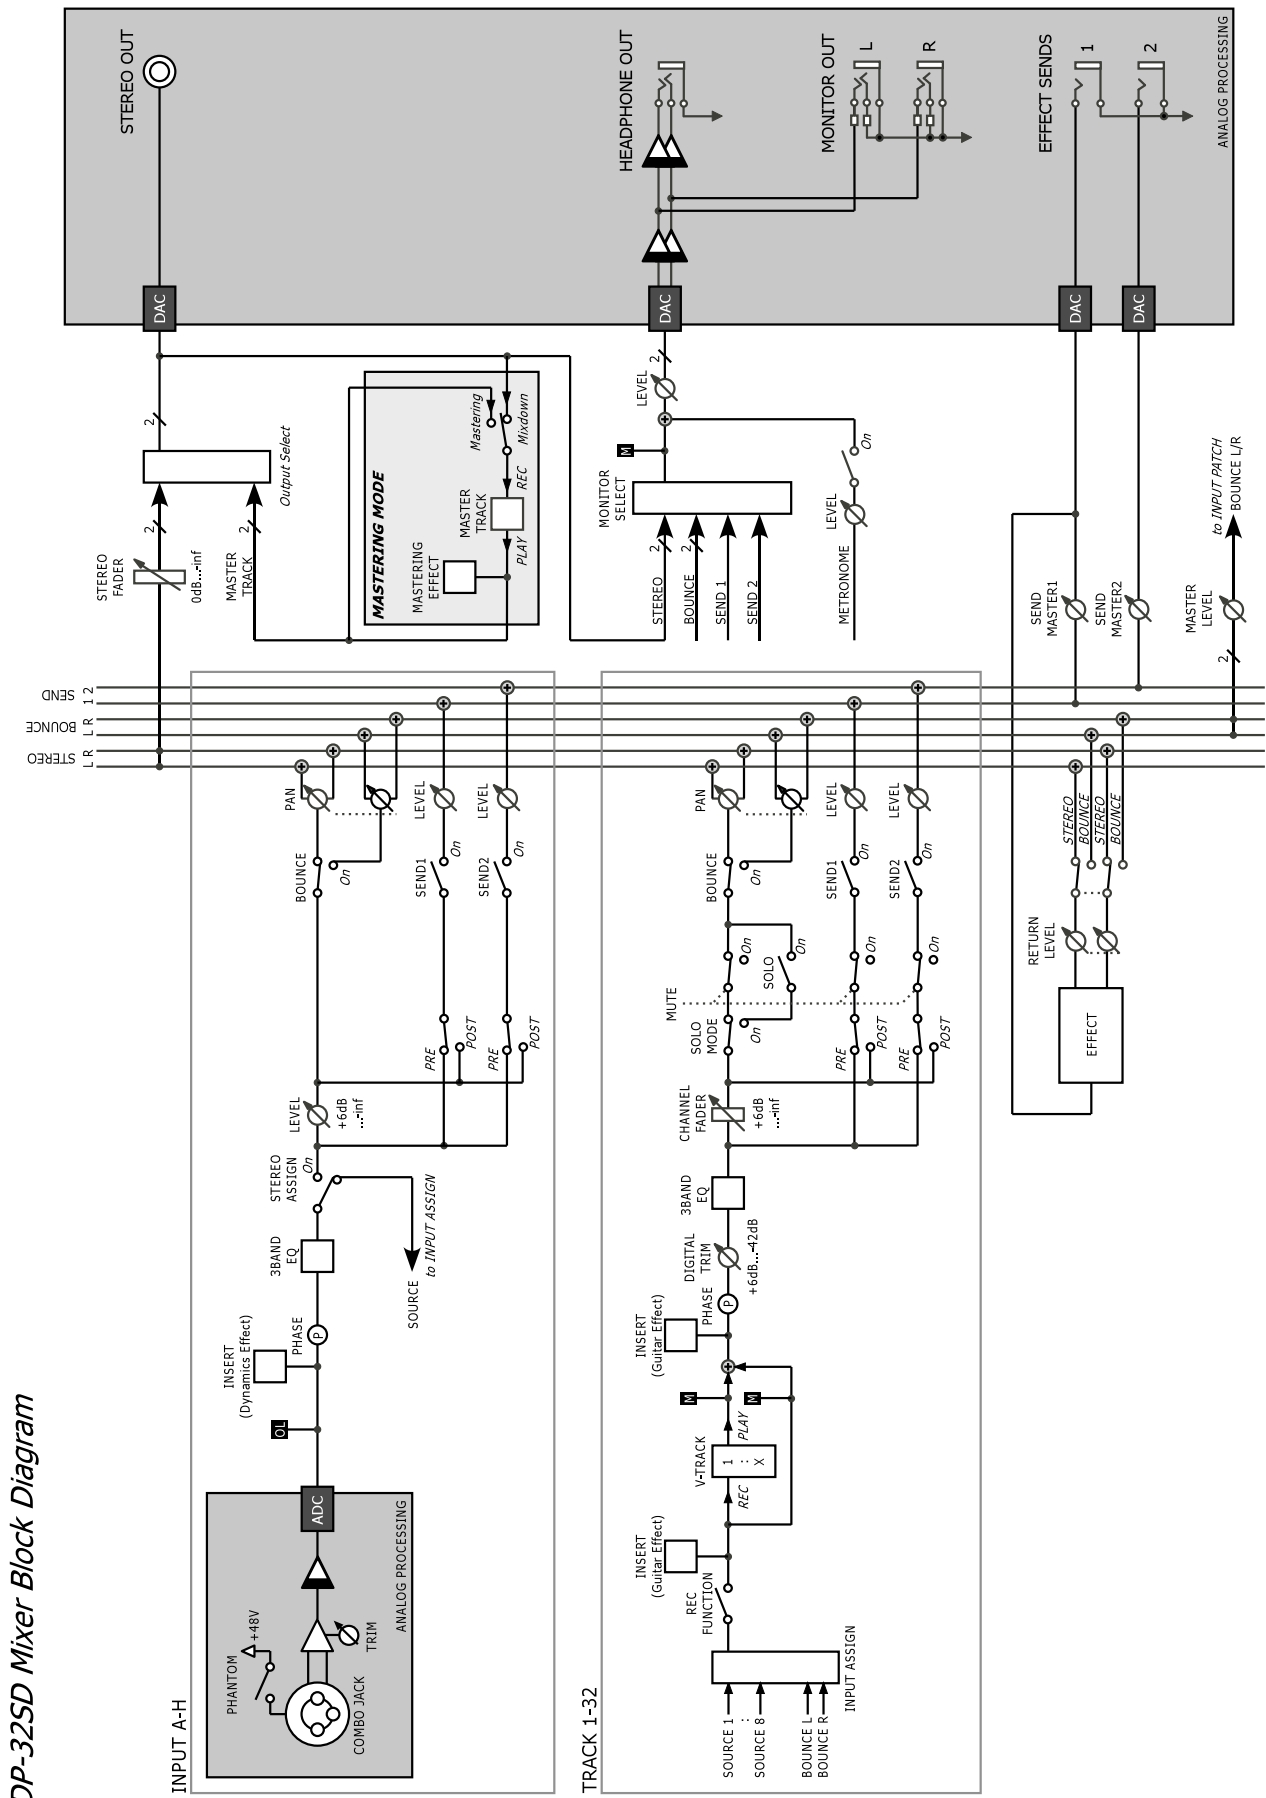 DP-32SD Mixer Block Diagram
INPUT A-H
PHANTOM
+48V
COMBO JACK
TRIM
ANALOG PROCESSING
ADC
OL
INSERT
(Dynamics Effect)
PHASE
P
3BAND
EQ
STEREO
ASSIGN
On
SOURCE
to INPUT ASSIGN
LEVEL
+6dB
...-inf
PRE
POST
PRE
POST
BOUNCE
On
SEND1
On
SEND2
On
PAN
LEVEL
LEVEL
TRACK 1-32
SOURCE 1
:
SOURCE 8
BOUNCE L
BOUNCE R
INPUT ASSIGN
REC
FUNCTION
INSERT
(Guitar Effect)
REC
V-TRACK
1
:
X
PLAY
M
M
INSERT
(Guitar Effect)
PHASE
P
DIGITAL
TRIM
+6dB...-42dB
3BAND
EQ
CHANNEL
FADER
+6dB
...-inf
SOLO
MODE
On
MUTE
SOLO
On
On
PRE
POST
On
PRE
POST
On
BOUNCE
On
SEND1
On
SEND2
On
PAN
LEVEL
LEVEL
EFFECT
RETURN
LEVEL
STEREO
BOUNCE
STEREO
BOUNCE
STEREO
L R
BOUNCE
L R
SEND
1 2
STEREO
FADER
0dB...-inf
2
MASTER
TRACK
2
Output Select
2
MASTERING MODE
MASTERING
EFFECT
MASTER
TRACK
PLAY
REC
Mastering
Mixdown
STEREO
2
BOUNCE
2
SEND 1
SEND 2
MONITOR
SELECT
M
METRONOME
LEVEL
On
LEVEL
2
SEND
MASTER1
SEND
MASTER2
MASTER
LEVEL
2
to INPUT PATCH
BOUNCE L/R
DAC
DAC
DAC
DAC
STEREO OUT
HEADPHONE OUT
MONITOR OUT
L
R
EFFECT SENDS
1
2
ANALOG PROCESSING